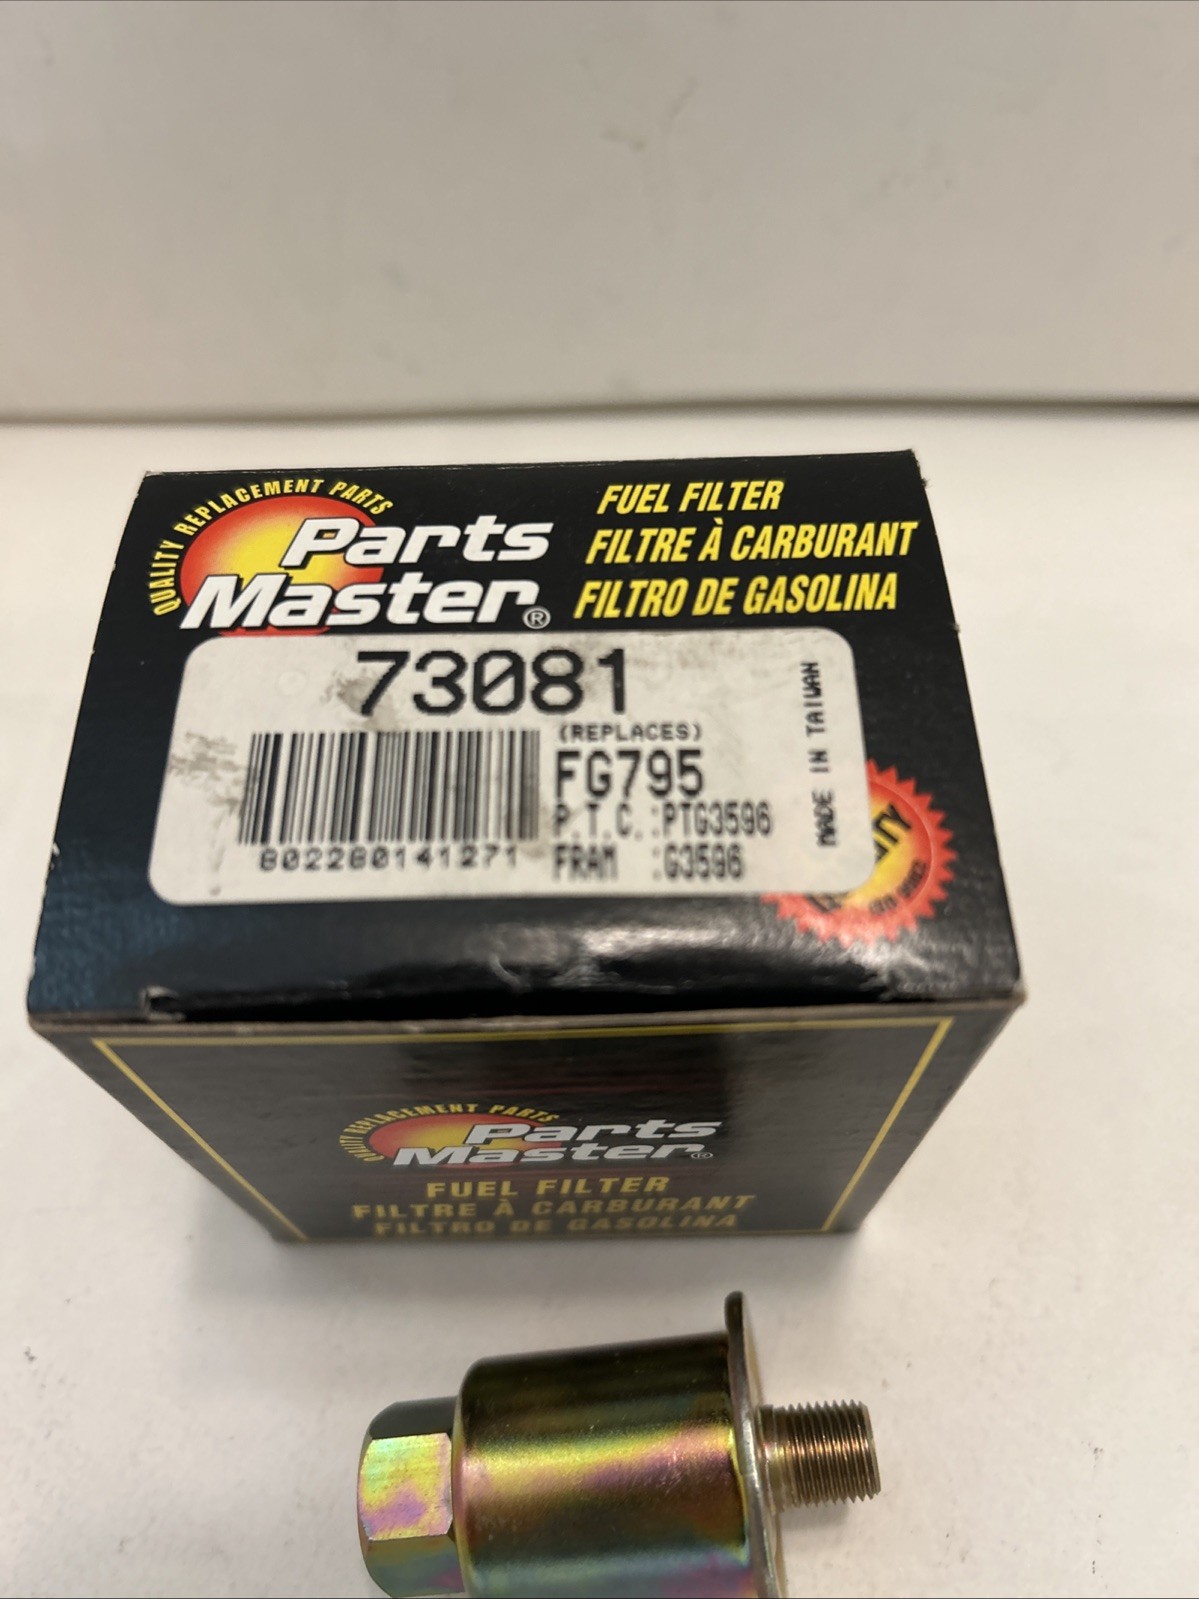 QUALITY REPLACEMENT PARTS
Parts
Master®
FUEL FILTER
FILTRE À CARBURANT
FILTRO DE GASOLINA
73081
(REPLACES)
FG795
P.T.C.:PTG3596
FRAM :G3596
802280141271
MADE IN TAIWAN
QUALITY REPLACEMENT PARTS
Parts
Master®
FUEL FILTER
FILTRE À CARBURANT
FILTRO DE GASOLINA